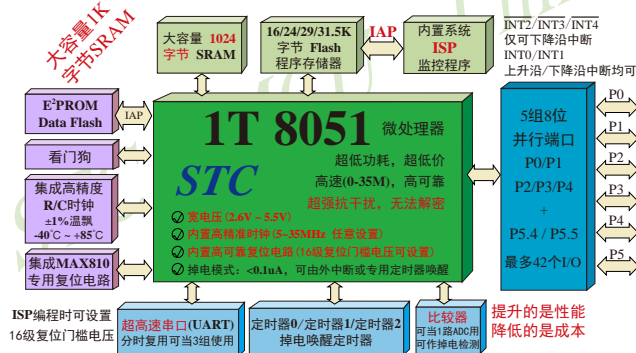 大容量1K
字节SRAM
大容量 1024
字节 SRAM
16/24/29/31.5K
字节 Flash
程序存储器
IAP
内置系统
ISP
监控程序
INT2/INT3/INT4
仅可下降沿中断
INT0/INT1
上升沿/下降沿中断均可
E²PROM
Data Flash
IAP
看门狗
集成高精度
R/C时钟
±1%温飘
-40℃ ~ +85℃
集成MAX810
专用复位电路
1T 8051 微处理器
STC
超低功耗，超低价
高速(0-35M)，高可靠
超强抗干扰，无法解密
宽电压(2.6V ~ 5.5V)
内置高精准时钟(5~35MHz 任意设置)
内置高可靠复位电路(16级复位门槛电压可设置)
掉电模式：<0.1uA，可由外中断或专用定时器唤醒
5组8位
并行端口
P0/P1
P2/P3/P4
+
P5.4 / P5.5
最多42个I/O
P0
P1
P2
P3
P4
P5
ISP编程时可设置
16级复位门槛电压
超高速串口(UART)
分时复用可当3组使用
定时器0/定时器1/定时器2
掉电唤醒定时器
比较器
可当1路ADC用
可作掉电检测
提升的是性能
降低的是成本